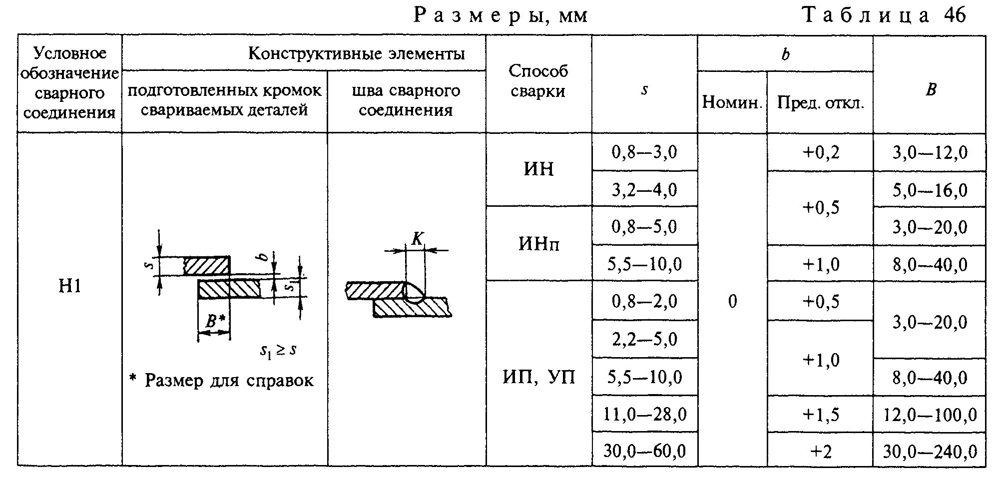 Размеры, мм
Таблица 46
Условное
обозначение
сварного
соединения
Конструктивные элементы
подготовленных кромок
свариваемых деталей
шва сварного
соединения
Способ
сварки
s
b
Номин.
Пред. откл.
B
Н1
s
b
s₁
B*
s₁ ≥ s
* Размер для справок
K
ИН
0,8—3,0
0
+0,2
3,0—12,0
3,2—4,0
+0,5
5,0—16,0
ИНп
0,8—5,0
3,0—20,0
5,5—10,0
+1,0
8,0—40,0
ИП, УП
0,8—2,0
+0,5
3,0—20,0
2,2—5,0
+1,0
5,5—10,0
8,0—40,0
11,0—28,0
+1,5
12,0—100,0
30,0—60,0
+2
30,0—240,0